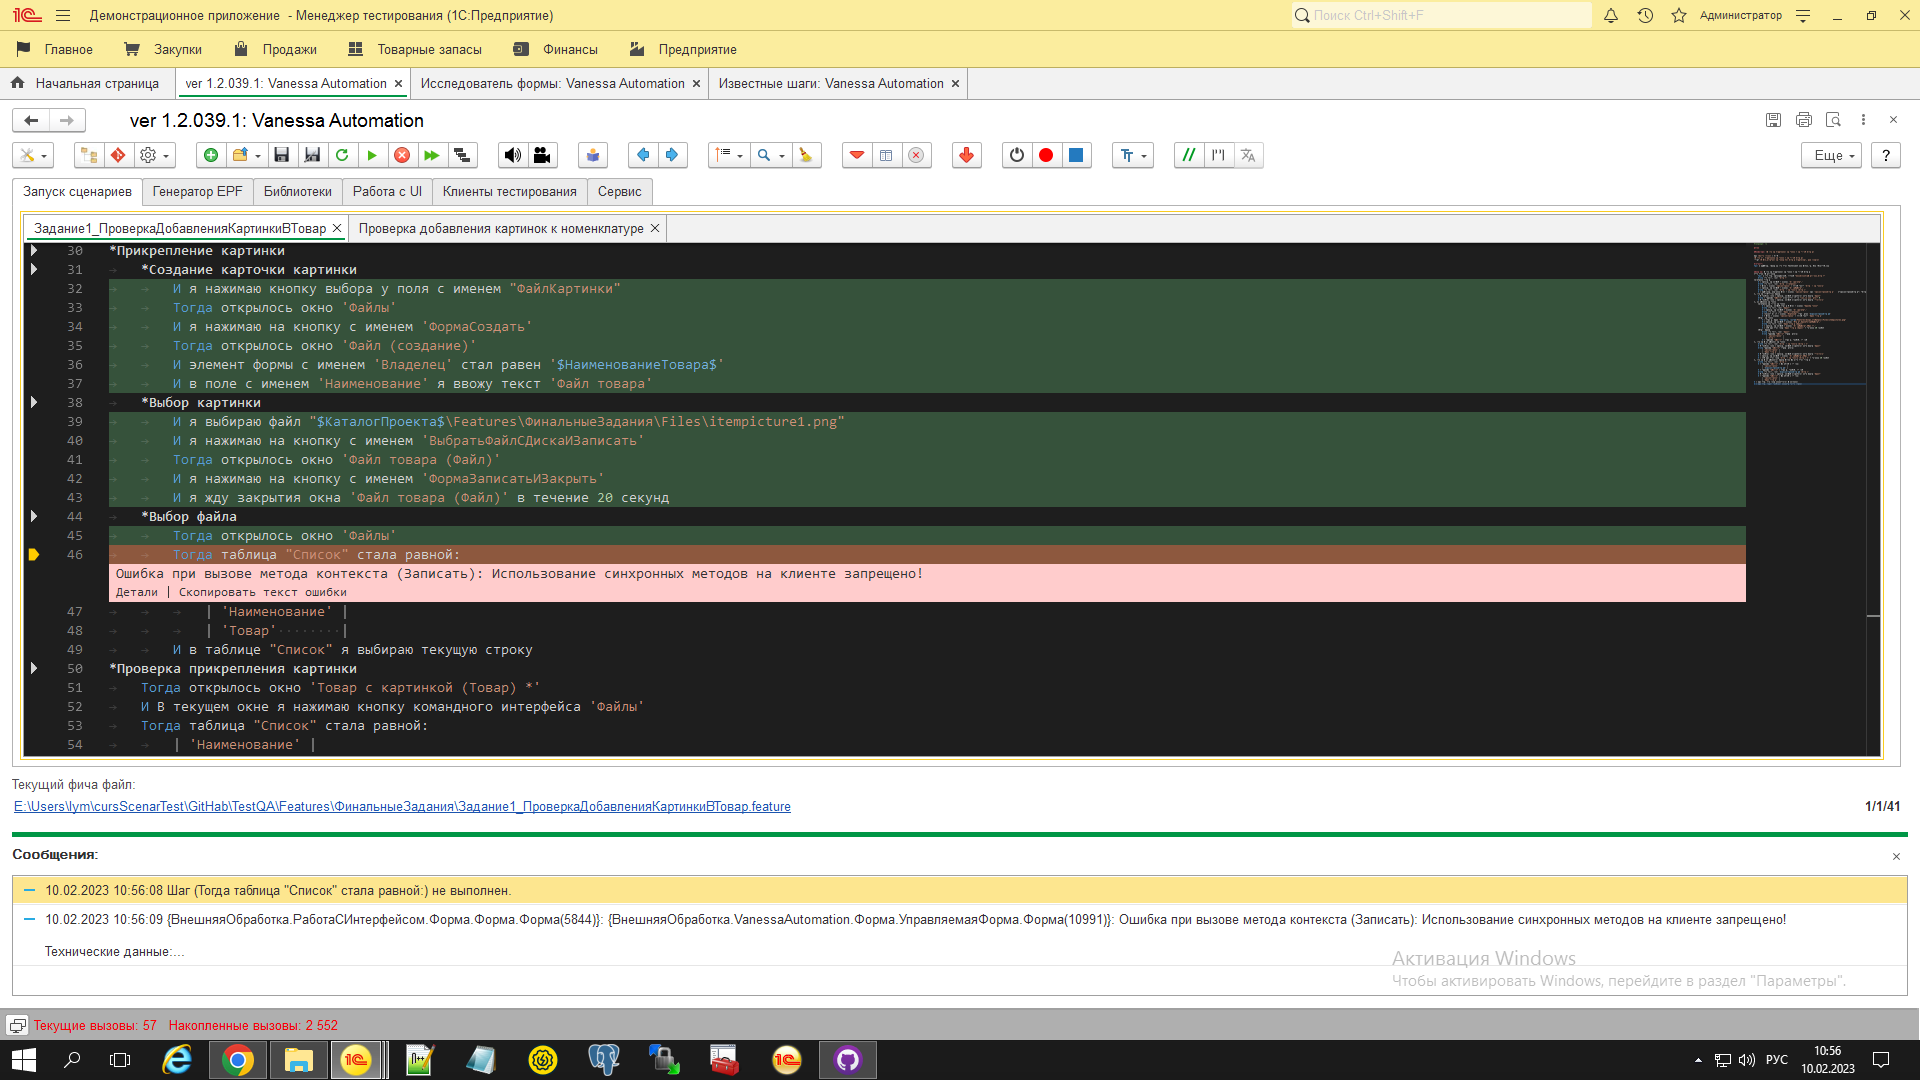 Демонстрационное приложение - Менеджер тестирования (1С:Предприятие)
Поиск Ctrl+Shift+F
Администратор
Главное
Закупки
Продажи
Товарные запасы
Финансы
Предприятие
Начальная страница
ver 1.2.039.1: Vanessa Automation
Исследователь формы: Vanessa Automation
Известные шаги: Vanessa Automation
ver 1.2.039.1: Vanessa Automation
Еще
?
Запуск сценариев
Генератор EPF
Библиотеки
Работа с UI
Клиенты тестирования
Сервис
Задание1_ПроверкаДобавленияКартинкиВТовар
Проверка добавления картинок к номенклатуре
30 *Прикрепление картинки
31 *Создание карточки картинки
32 И я нажимаю кнопку выбора у поля с именем "ФайлКартинки"
33 Тогда открылось окно 'Файлы'
34 И я нажимаю на кнопку с именем 'ФормаСоздать'
35 Тогда открылось окно 'Файл (создание)'
36 И элемент формы с именем 'Владелец' стал равен '$НаименованиеТовара$'
37 И в поле с именем 'Наименование' я ввожу текст 'Файл товара'
38 *Выбор картинки
39 И я выбираю файл "$КаталогПроекта$\Features\ФинальныеЗадания\Files\itempicture1.png"
40 И я нажимаю на кнопку с именем 'ВыбратьФайлСДискаИЗаписать'
41 Тогда открылось окно 'Файл товара (Файл)'
42 И я нажимаю на кнопку с именем 'ФормаЗаписатьИЗакрыть'
43 И я жду закрытия окна 'Файл товара (Файл)' в течение 20 секунд
44 *Выбор файла
45 Тогда открылось окно 'Файлы'
46 Тогда таблица "Список" стала равной:
Ошибка при вызове метода контекста (Записать): Использование синхронных методов на клиенте запрещено!
Детали | Скопировать текст ошибки
47 | 'Наименование' |
48 | 'Товар' |
49 И в таблице "Список" я выбираю текущую строку
50 *Проверка прикрепления картинки
51 Тогда открылось окно 'Товар с картинкой (Товар) *'
52 И В текущем окне я нажимаю кнопку командного интерфейса 'Файлы'
53 Тогда таблица "Список" стала равной:
54 | 'Наименование' |
Текущий фича файл:
E:\Users\lym\cursScenarTest\GitHab\TestQA\Features\ФинальныеЗадания\Задание1_ПроверкаДобавленияКартинкиВТовар.feature
1/1/41
Сообщения:
10.02.2023 10:56:08 Шаг (Тогда таблица "Список" стала равной:) не выполнен.
10.02.2023 10:56:09 {ВнешняяОбработка.РаботаСИнтерфейсом.Форма.Форма.Форма(5844)}: {ВнешняяОбработка.VanessaAutomation.Форма.УправляемаяФорма.Форма(10991)}: Ошибка при вызове метода контекста (Записать): Использование синхронных методов на клиенте запрещено!
Технические данные:...
Активация Windows
Чтобы активировать Windows, перейдите в раздел "Параметры".
Текущие вызовы: 57 Накопленные вызовы: 2 552
РУС
10:56
10.02.2023